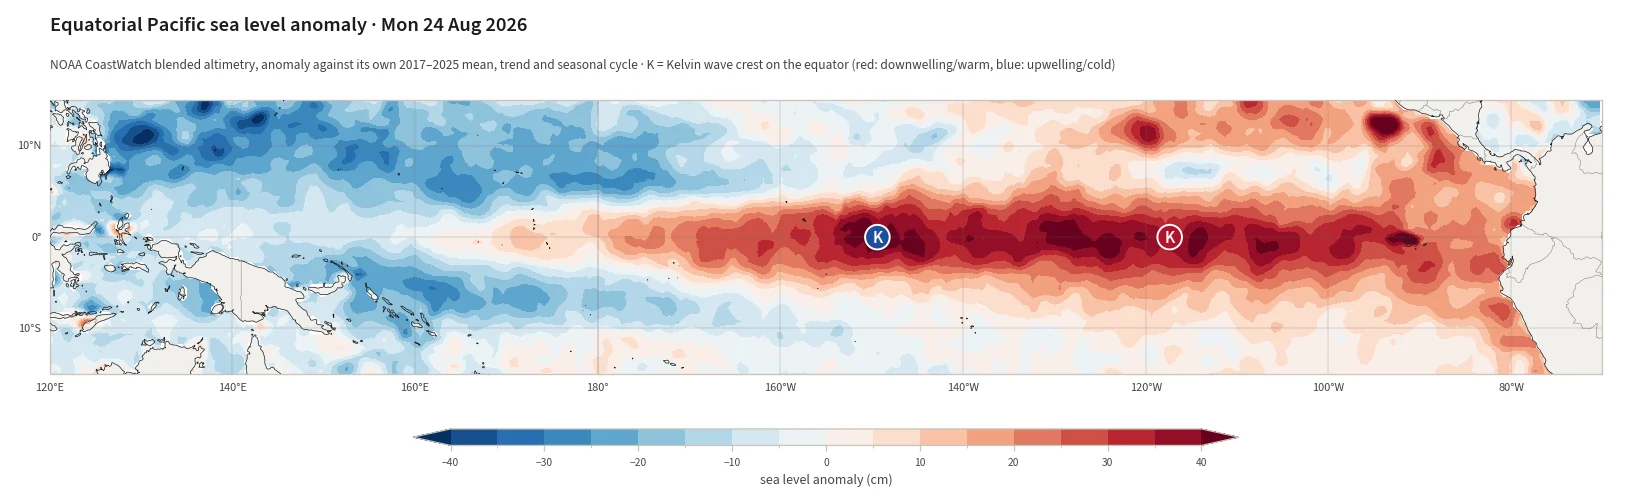 Equatorial Pacific sea level anomaly · Mon 24 Aug 2026
NOAA CoastWatch blended altimetry, anomaly against its own 2017–2025 mean, trend and seasonal cycle · K = Kelvin wave crest on the equator (red: downwelling/warm, blue: upwelling/cold)
10°N
0°
K K
10°S
120°E 140°E 160°E 180° 160°W 140°W 120°W 100°W 80°W
−40 −30 −20 −10 0 10 20 30 40
sea level anomaly (cm)